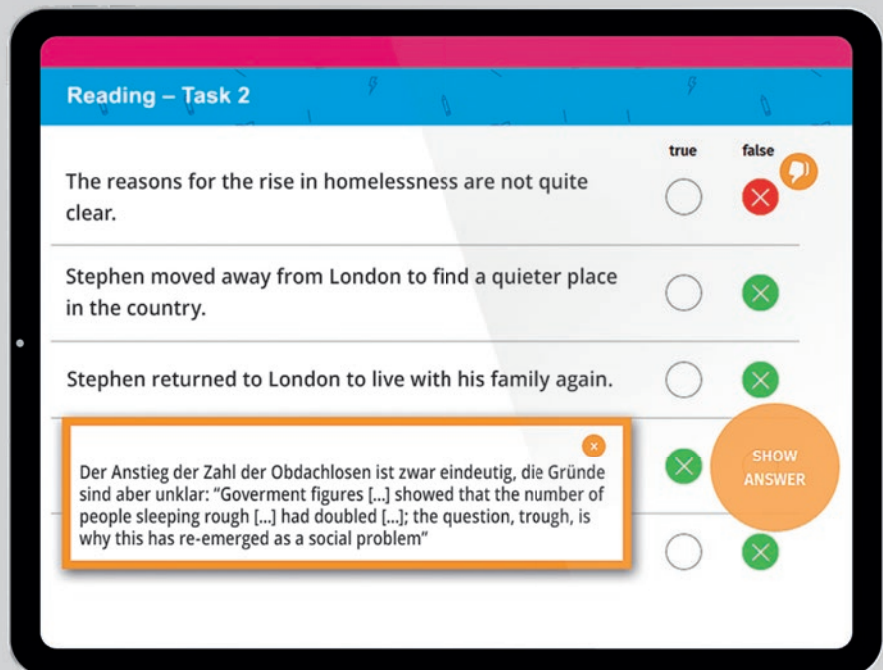 Reading – Task 2
true false
The reasons for the rise in homelessness are not quite
clear.
Stephen moved away from London to find a quieter place
in the country.
Stephen returned to London to live with his family again.
x
Der Anstieg der Zahl der Obdachlosen ist zwar eindeutig, die Gründe
sind aber unklar: “Goverment figures [...] showed that the number of
people sleeping rough [...] had doubled [...]; the question, trough, is
why this has re-emerged as a social problem”
SHOW
ANSWER